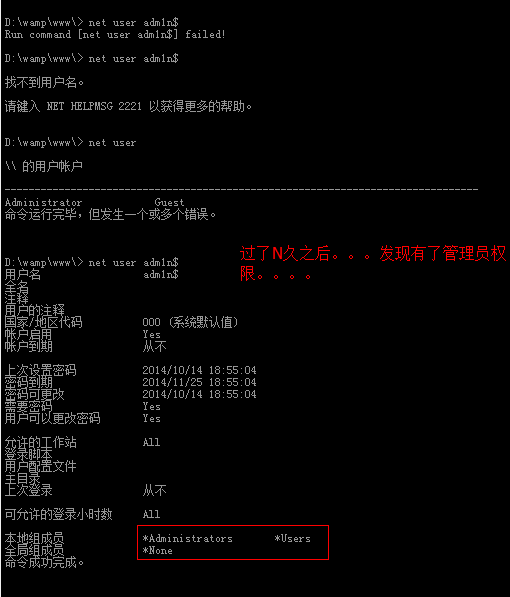 D:\wamp\www\> net user adm1n$
Run command [net user adm1n$] failed!
D:\wamp\www\> net user adm1n$
找不到用户名。
请键入 NET HELPMSG 2221 以获得更多的帮助。
D:\wamp\www\> net user
\\ 的用户帐户
-------------------------------------------------------------------------------
Administrator Guest
命令运行完毕，但发生一个或多个错误。
过了N久之后。。。发现有了管理员权
限。。。。
D:\wamp\www\> net user adm1n$
用户名 adm1n$
全名
注释
用户的注释
国家/地区代码 000 (系统默认值)
帐户启用 Yes
帐户到期 从不
上次设置密码 2014/10/14 18:55:04
密码到期 2014/11/25 18:55:04
密码可更改 2014/10/14 18:55:04
需要密码 Yes
用户可以更改密码 Yes
允许的工作站 All
登录脚本
用户配置文件
主目录
上次登录 从不
可允许的登录小时数 All
本地组成员 *Administrators *Users
全局组成员 *None
命令成功完成。